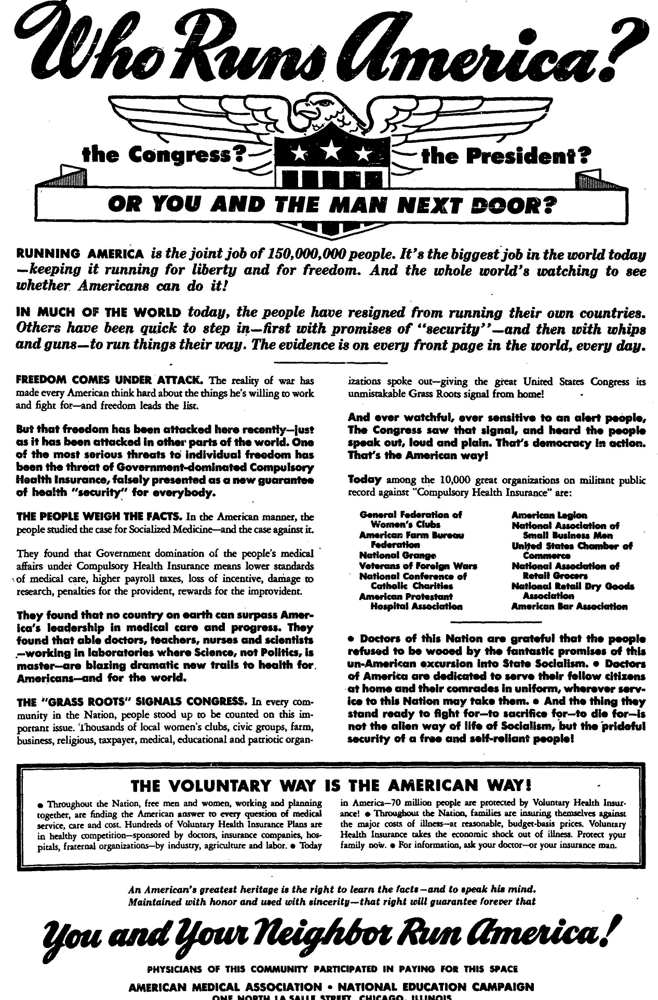 Who Runs America?
the Congress?
the President?
OR YOU AND THE MAN NEXT DOOR?
RUNNING AMERICA is the joint job of 150,000,000 people. It's the biggest job in the world today
—keeping it running for liberty and for freedom. And the whole world's watching to see
whether Americans can do it!
IN MUCH OF THE WORLD today, the people have resigned from running their own countries.
Others have been quick to step in—first with promises of "security"—and then with whips
and guns—to run things their way. The evidence is on every front page in the world, every day.
FREEDOM COMES UNDER ATTACK. The reality of war has
made every American think hard about the things he's willing to work
and fight for—and freedom leads the list.
But that freedom has been attacked here recently—just
as it has been attacked in other parts of the world. One
of the most serious threats to individual freedom has
been the threat of Government-dominated Compulsory
Health Insurance, falsely presented as a new guarantee
of health "security" for everybody.
THE PEOPLE WEIGH THE FACTS. In the American manner, the
people studied the case for Socialized Medicine—and the case against it.
They found that Government domination of the people's medical
affairs under Compulsory Health Insurance means lower standards
of medical care, higher payroll taxes, loss of incentive, damage to
research, penalties for the provident, rewards for the improvident.
They found that no country on earth can surpass Amer-
ica's leadership in medical care and progress. They
found that able doctors, teachers, nurses and scientists
—working in laboratories where Science, not Politics, is
master—are blazing dramatic new trails to health for
Americans—and for the world.
THE "GRASS ROOTS" SIGNALS CONGRESS. In every com-
munity in the Nation, people stood up to be counted on this im-
portant issue. Thousands of local women's clubs, civic groups, farm,
business, religious, taxpayer, medical, educational and patriotic organ-
izations spoke out—giving the great United States Congress its
unmistakable Grass Roots signal from home!
And ever watchful, ever sensitive to an alert people,
The Congress saw that signal, and heard the people
speak out, loud and plain. That's democracy in action.
That's the American way!
Today among the 10,000 great organizations on militant public
record against "Compulsory Health Insurance" are:
General Federation of
Women's Clubs
American Farm Bureau
Federation
National Grange
Veterans of Foreign Wars
National Conference of
Catholic Charities
American Protestant
Hospital Association
American Legion
National Association of
Small Business Men
United States Chamber of
Commerce
National Association of
Retail Grocers
National Retail Dry Goods
Association
American Bar Association
● Doctors of this Nation are grateful that the people
refused to be wooed by the fantastic promises of this
un-American excursion into State Socialism. ● Doctors
of America are dedicated to serve their fellow citizens
at home and their comrades in uniform, wherever serv-
ice to this Nation may take them. ● And the thing they
stand ready to fight for—to sacrifice for—to die for—is
not the alien way of life of Socialism, but the prideful
security of a free and self-reliant people!
THE VOLUNTARY WAY IS THE AMERICAN WAY!
● Throughout the Nation, free men and women, working and planning
together, are finding the American answer to every question of medical
service, care and cost. Hundreds of Voluntary Health Insurance Plans are
in healthy competition—sponsored by doctors, insurance companies, hos-
pitals, fraternal organizations—by industry, agriculture and labor. ● Today
in America—70 million people are protected by Voluntary Health Insur-
ance! ● Throughout the Nation, families are insuring themselves against
the major costs of illness—at reasonable, budget-basis prices. Voluntary
Health Insurance takes the economic shock out of illness. Protect your
family now. ● For information, ask your doctor—or your insurance man.
An American's greatest heritage is the right to learn the facts—and to speak his mind.
Maintained with honor and used with sincerity—that right will guarantee forever that
You and Your Neighbor Run America!
PHYSICIANS OF THIS COMMUNITY PARTICIPATED IN PAYING FOR THIS SPACE
AMERICAN MEDICAL ASSOCIATION • NATIONAL EDUCATION CAMPAIGN
ONE NORTH LA SALLE STREET, CHICAGO, ILLINOIS